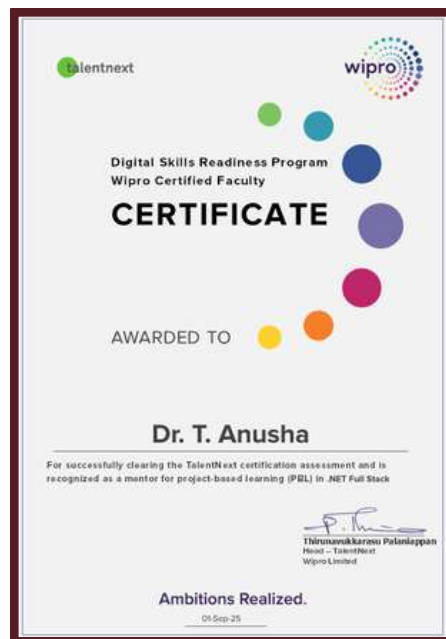 talentnext
wipro
Digital Skills Readiness Program
Wipro Certified Faculty
CERTIFICATE
AWARDED TO
Dr. T. Anusha
For successfully clearing the TalentNext certification assessment and is
recognized as a mentor for project-based learning (PBL) in .NET Full Stack
Thirunavukkarasu Palaniappan
Head – TalentNext
Wipro Limited
Ambitions Realized.
01-Sep-25